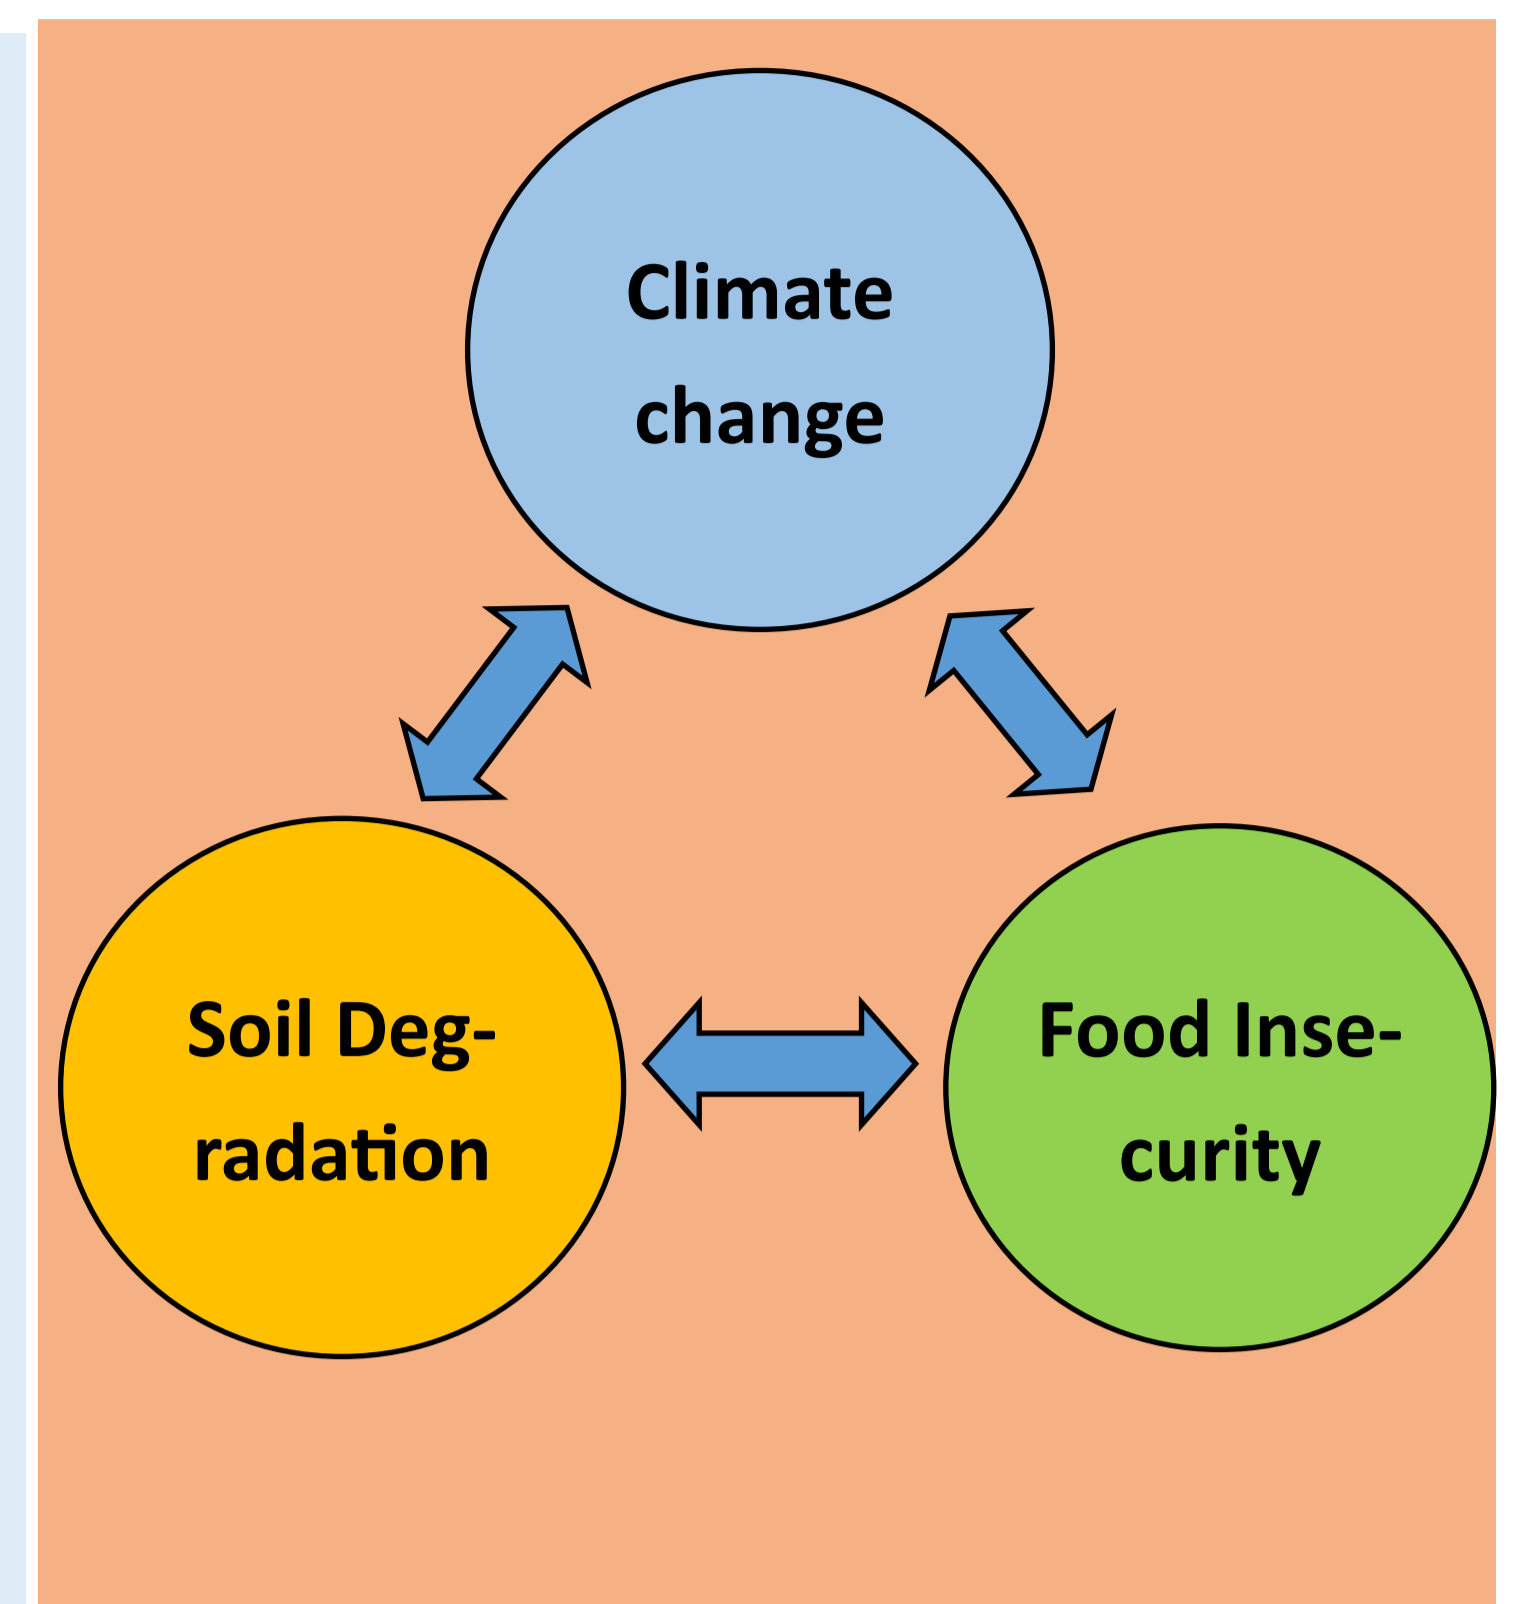 Climate
change
Soil Deg-
radation
Food Inse-
curity